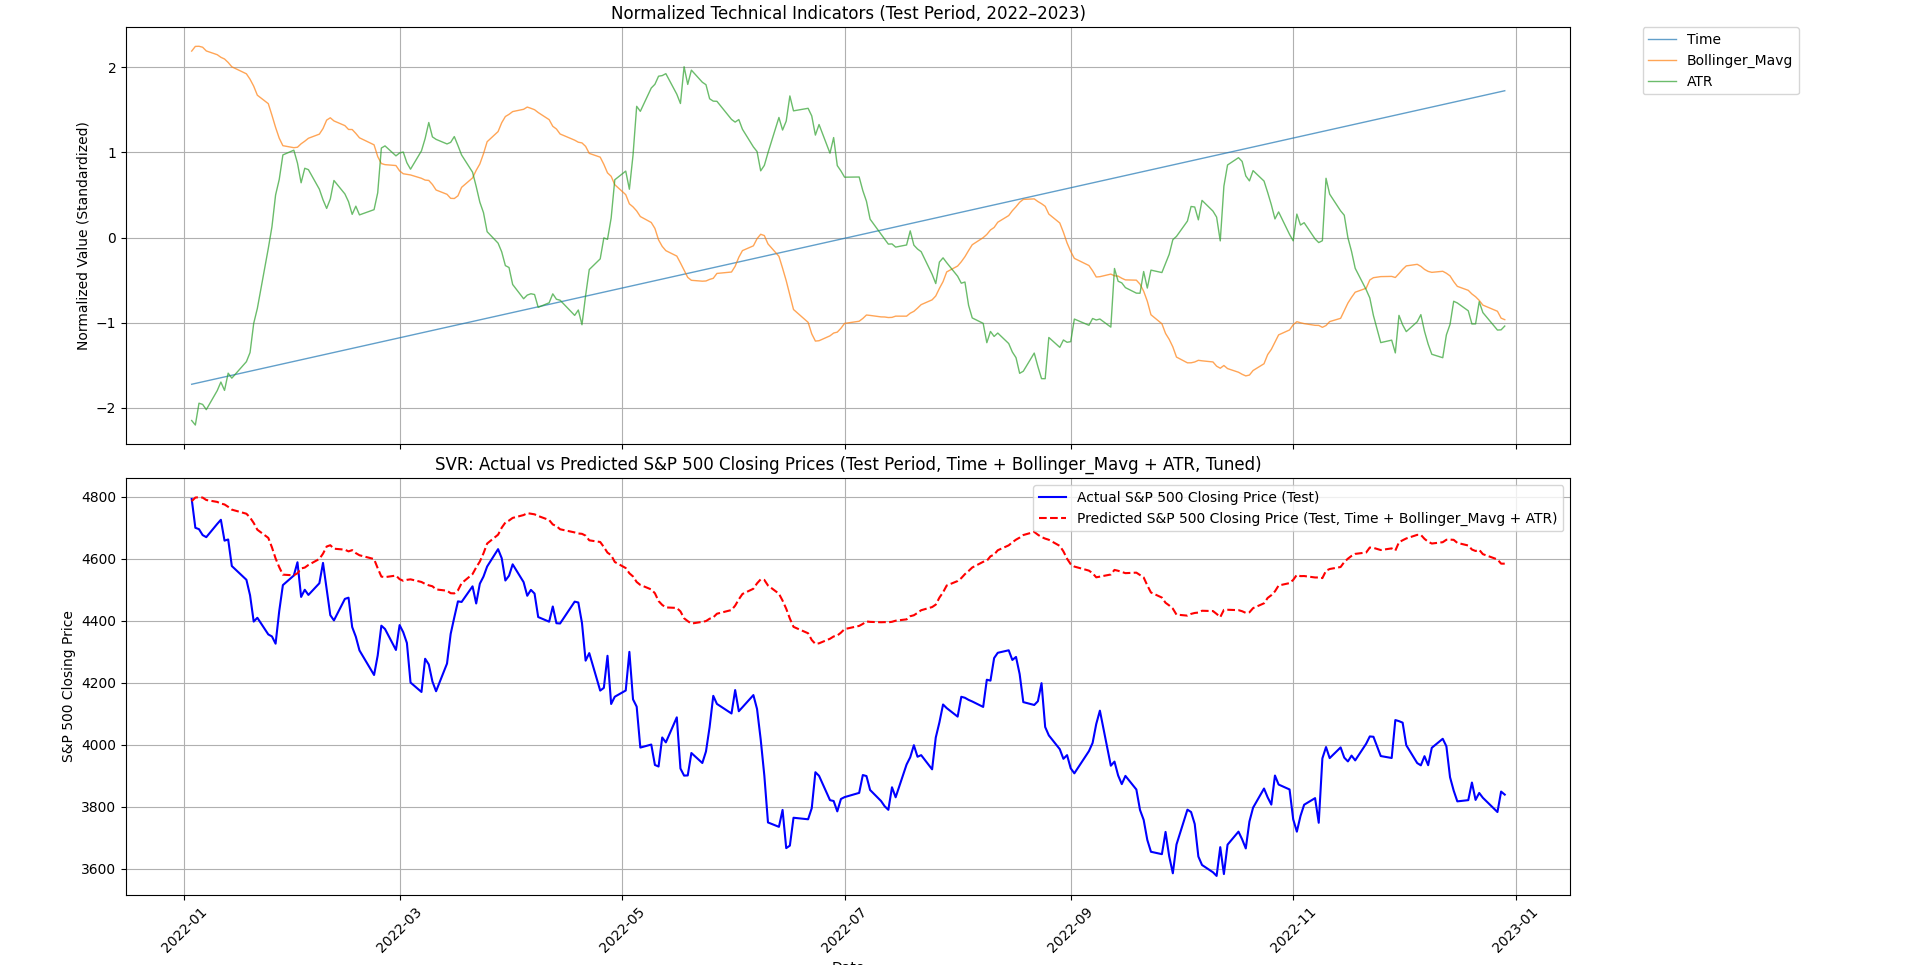 Normalized Technical Indicators (Test Period, 2022–2023)
Time
Bollinger_Mavg
ATR
Normalized Value (Standardized)
2
1
0
−1
−2
SVR: Actual vs Predicted S&P 500 Closing Prices (Test Period, Time + Bollinger_Mavg + ATR, Tuned)
Actual S&P 500 Closing Price (Test)
Predicted S&P 500 Closing Price (Test, Time + Bollinger_Mavg + ATR)
S&P 500 Closing Price
4800
4600
4400
4200
4000
3800
3600
2022-01
2022-03
2022-05
2022-07
2022-09
2022-11
2023-01
Date